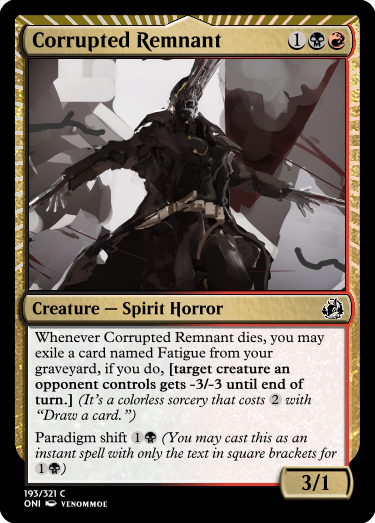 Corrupted Remnant 1
Creature — Spirit Horror
Whenever Corrupted Remnant dies, you may
exile a card named Fatigue from your
graveyard, if you do, [target creature an
opponent controls gets -3/-3 until end of
turn.] (It's a colorless sorcery that costs 2 with
“Draw a card.”)
Paradigm shift 1 (You may cast this as an
instant spell with only the text in square brackets for
1)
3/1
193/321 C
ONI VENOMMOE